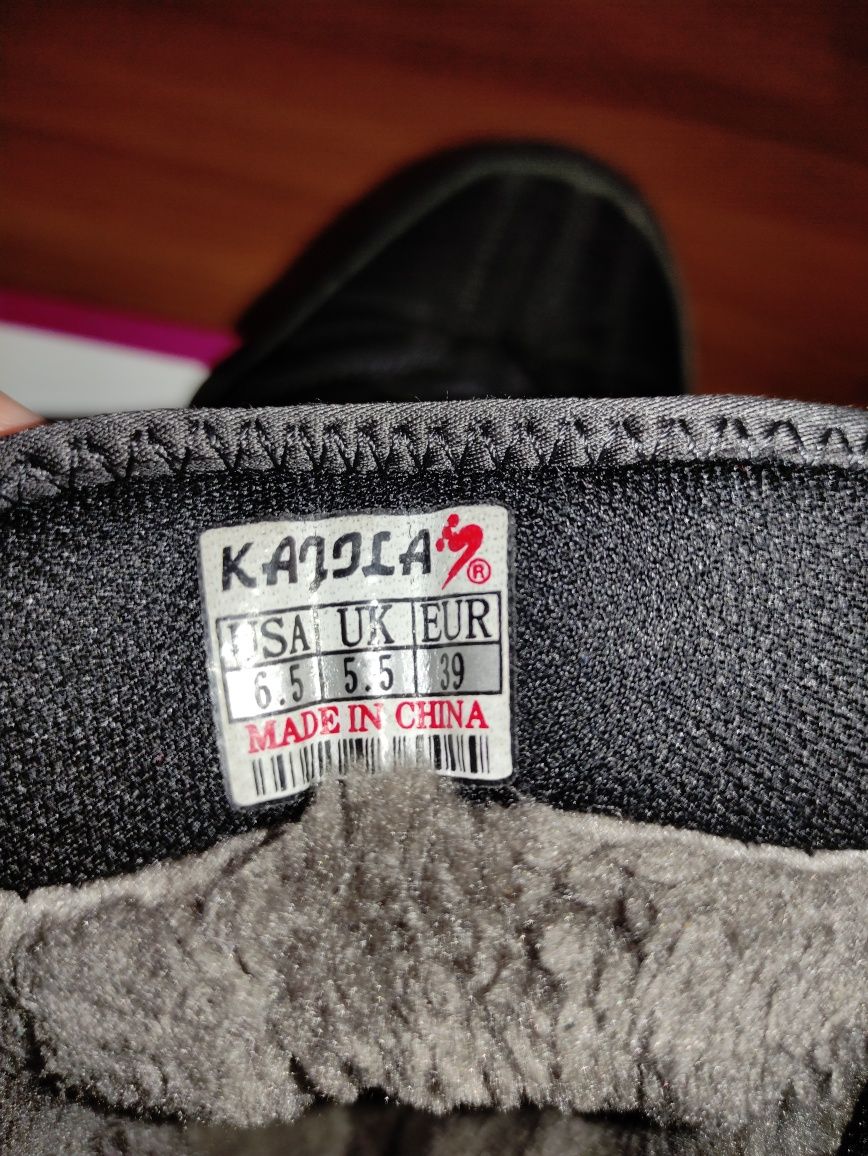 KAJILA®
USA UK EUR
6.5 5.5 39
MADE IN CHINA